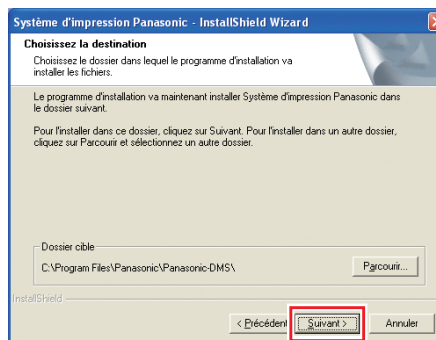 Système d'impression Panasonic - InstallShield Wizard
Choisissez la destination
Choisissez le dossier dans lequel le programme d'installation va
installer les fichiers.
Le programme d'installation va maintenant installer Système d'impression Panasonic dans
le dossier suivant.
Pour l'installer dans ce dossier, cliquez sur Suivant. Pour l'installer dans un autre dossier,
cliquez sur Parcourir et sélectionnez un autre dossier.
Dossier cible
C:\Program Files\Panasonic\Panasonic-DMS\
Parcourir...
InstallShield
< Précédent
Suivant >
Annuler